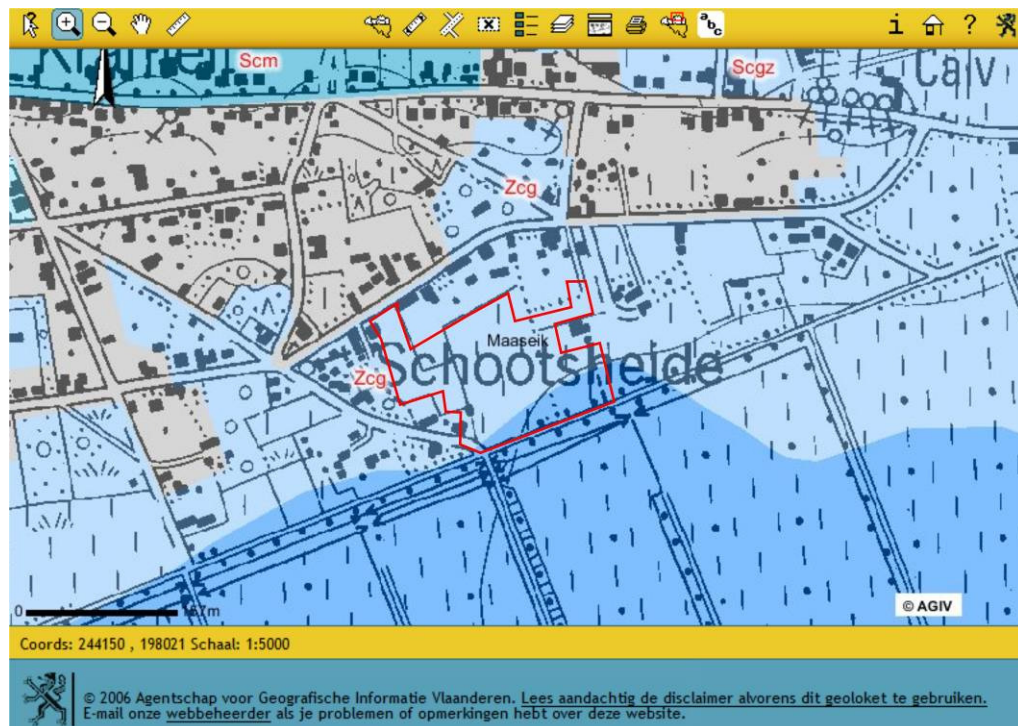 a b c
i ?
Scm
Scgz
Zcg
Maaseik
Schootsheide
Zcg
© AGIV
0 157m
Coords: 244150 , 198021 Schaal: 1:5000
© 2006 Agentschap voor Geografische Informatie Vlaanderen. Lees aandachtig de disclaimer alvorens dit geoloket te gebruiken.
E-mail onze webbeheerder als je problemen of opmerkingen hebt over deze website.